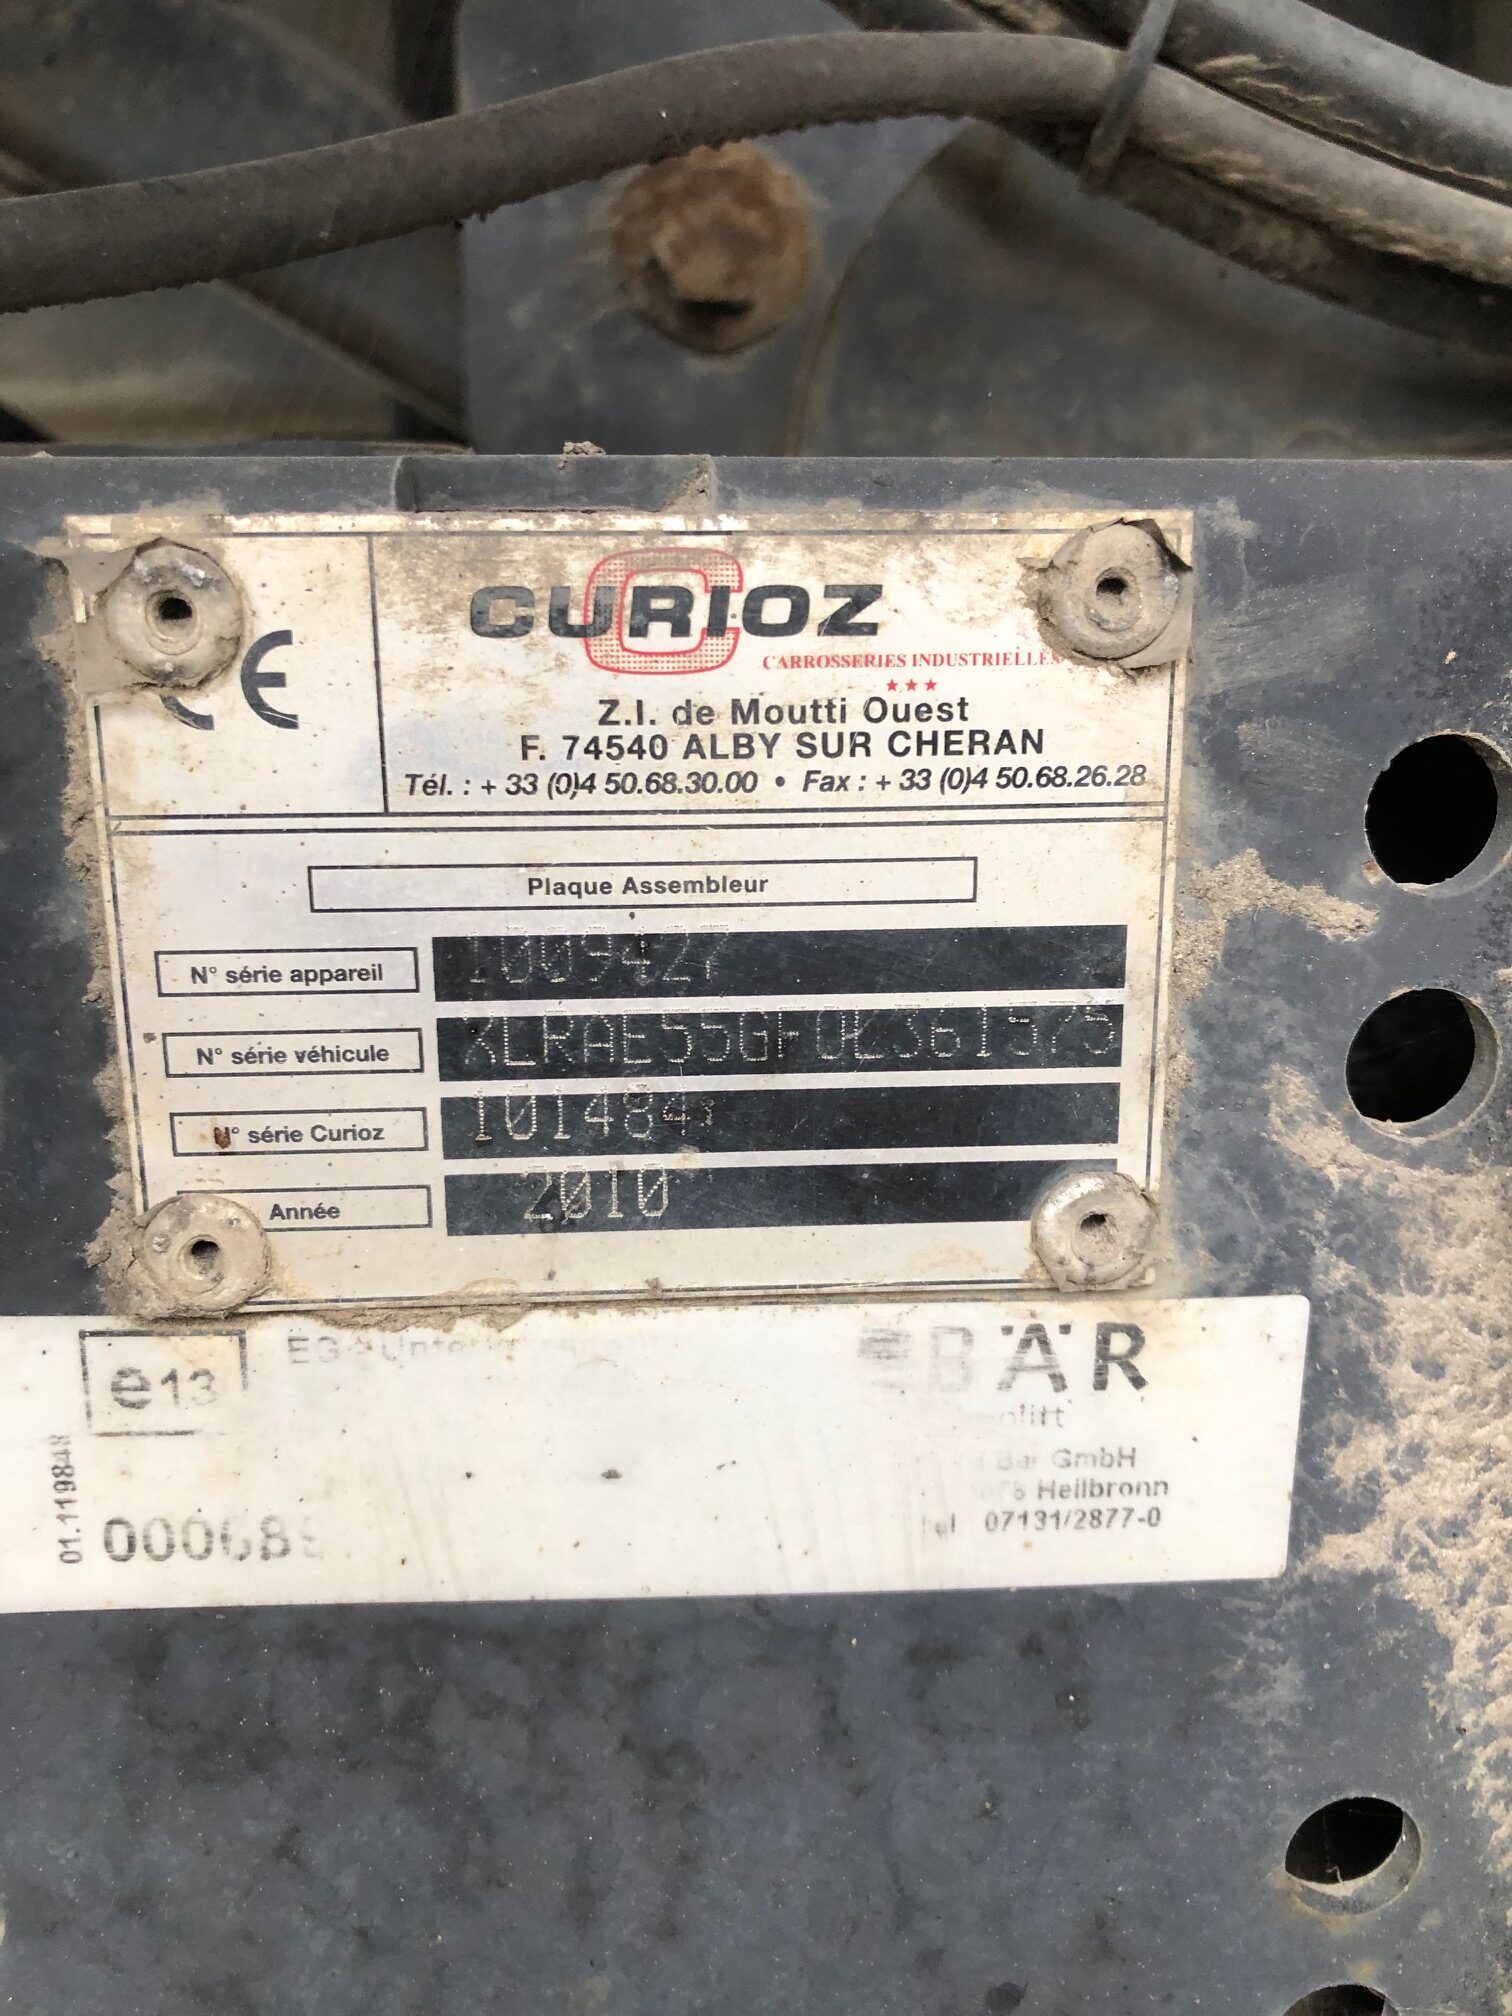 CURIOZ
CARROSSERIES INDUSTRIELLES
Z.I. de Moutti Ouest
F. 74540 ALBY SUR CHERAN
Tél. : + 33 (0)4 50.68.30.00 • Fax : + 33 (0)4 50.68.26.28
CE
Plaque Assembleur
N° série appareil 1009427
N° série véhicule XLRAE55GF0L361575
N° série Curioz 101484
Année 2010
e13
BÄR
Bär GmbH
Heilbronn
07131/2877-0
01.119848